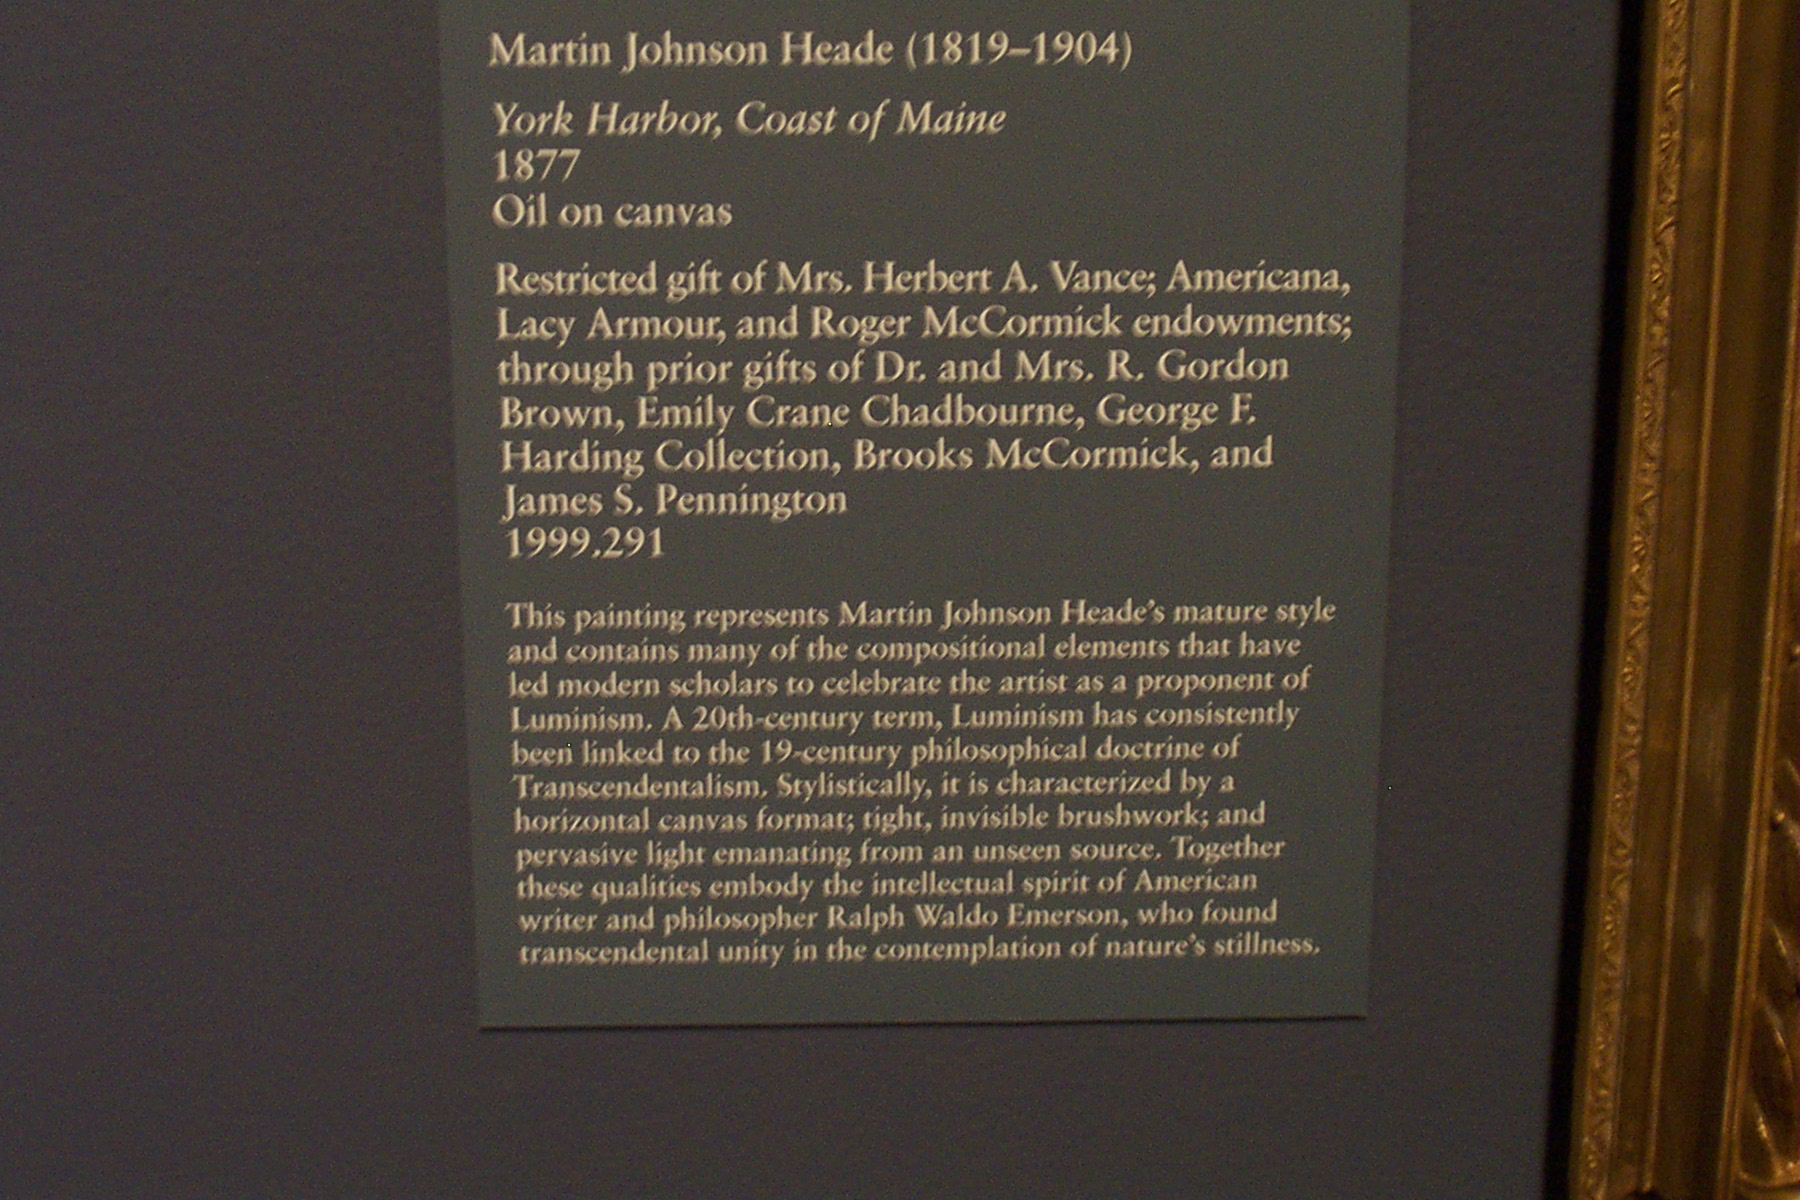 Martin Johnson Heade (1819–1904)
York Harbor, Coast of Maine
1877
Oil on canvas
Restricted gift of Mrs. Herbert A. Vance; Americana,
Lacy Armour, and Roger McCormick endowments;
through prior gifts of Dr. and Mrs. R. Gordon
Brown, Emily Crane Chadbourne, George F.
Harding Collection, Brooks McCormick, and
James S. Pennington
1999.291
This painting represents Martin Johnson Heade's mature style
and contains many of the compositional elements that have
led modern scholars to celebrate the artist as a proponent of
Luminism. A 20th-century term, Luminism has consistently
been linked to the 19-century philosophical doctrine of
Transcendentalism. Stylistically, it is characterized by a
horizontal canvas format; tight, invisible brushwork; and
pervasive light emanating from an unseen source. Together
these qualities embody the intellectual spirit of American
writer and philosopher Ralph Waldo Emerson, who found
transcendental unity in the contemplation of nature's stillness.